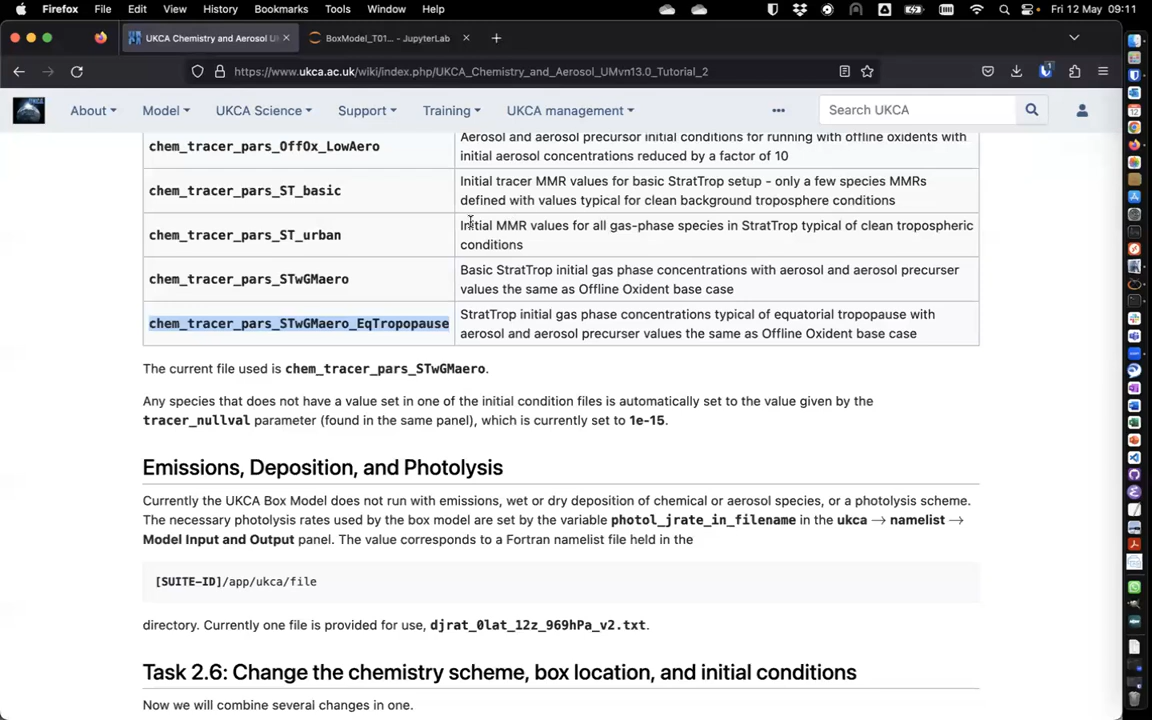 Firefox File Edit View History Bookmarks Tools Window Help Fri 12 May 09:11
UKCA Chemistry and Aerosol U
BoxModel_T01... - JupyterLab
https://www.ukca.ac.uk/wiki/index.php/UKCA_Chemistry_and_Aerosol_UMvn13.0_Tutorial_2
About Model UKCA Science Support Training UKCA management Search UKCA
chem_tracer_pars_OffOx_LowAero
Aerosol and aerosol precursor initial conditions for running with offline oxidents with
initial aerosol concentrations reduced by a factor of 10
chem_tracer_pars_ST_basic
Initial tracer MMR values for basic StratTrop setup - only a few species MMRs
defined with values typical for clean background troposphere conditions
chem_tracer_pars_ST_urban
Initial MMR values for all gas-phase species in StratTrop typical of clean tropospheric
conditions
chem_tracer_pars_STwGMaero
Basic StratTrop initial gas phase concentrations with aerosol and aerosol precurser
values the same as Offline Oxident base case
chem_tracer_pars_STwGMaero_EqTropopause
StratTrop initial gas phase concentrations typical of equatorial tropopause with
aerosol and aerosol precurser values the same as Offline Oxident base case
The current file used is chem_tracer_pars_STwGMaero.
Any species that does not have a value set in one of the initial condition files is automatically set to the value given by the
tracer_nullval parameter (found in the same panel), which is currently set to 1e-15.
Emissions, Deposition, and Photolysis
Currently the UKCA Box Model does not run with emissions, wet or dry deposition of chemical or aerosol species, or a photolysis scheme.
The necessary photolysis rates used by the box model are set by the variable photol_jrate_in_filename in the ukca → namelist →
Model Input and Output panel. The value corresponds to a Fortran namelist file held in the
[SUITE-ID]/app/ukca/file
directory. Currently one file is provided for use, djrat_0lat_12z_969hPa_v2.txt.
Task 2.6: Change the chemistry scheme, box location, and initial conditions
Now we will combine several changes in one.